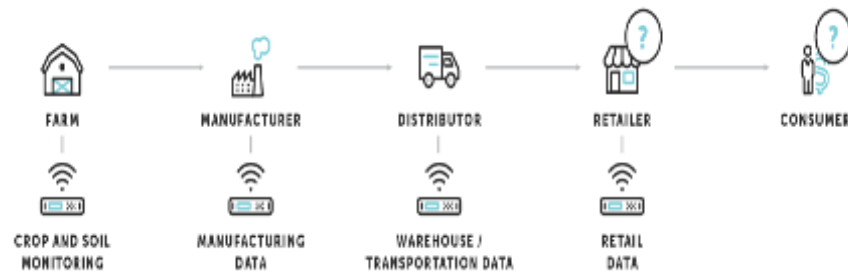 ?
?
FARM
MANUFACTURER
DISTRIBUTOR
RETAILER
CONSUMER
CROP AND SOIL
MONITORING
MANUFACTURING
DATA
WAREHOUSE /
TRANSPORTATION DATA
RETAIL
DATA